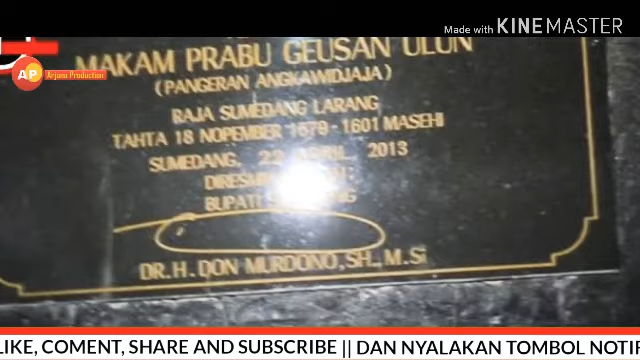 Made with KINEMASTER
MAKAM PRABU GEUSAN ULUN
(PANGERAN ANGKAWIDJAJA)
RAJA SUMEDANG LARANG
TAHTA 18 NOPEMBER 1579 - 1601 MASEHI
SUMEDANG, 22 2013
BUPATI
DR. H. DON MURDONO, SH., M.Si
AP Arjuna Production
LIKE, COMENT, SHARE AND SUBSCRIBE || DAN NYALAKAN TOMBOL NOTIF